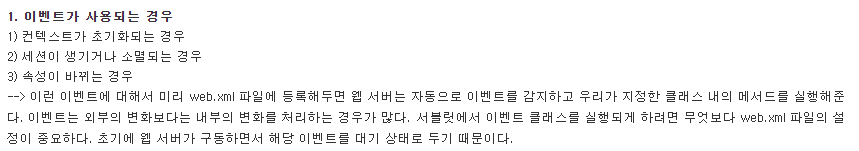 1. 이벤트가 사용되는 경우
1) 컨텍스트가 초기화되는 경우
2) 세션이 생기거나 소멸되는 경우
3) 속성이 바뀌는 경우
--> 이런 이벤트에 대해서 미리 web.xml 파일에 등록해두면 웹 서버는 자동으로 이벤트를 감지하고 우리가 지정한 클래스 내의 메서드를 실행해준
다. 이벤트는 외부의 변화보다는 내부의 변화를 처리하는 경우가 많다. 서블릿에서 이벤트 클래스를 실행되게 하려면 무엇보다 web.xml 파일의 설
정이 중요하다. 초기에 웹 서버가 구동하면서 해당 이벤트를 대기 상태로 두기 때문이다.